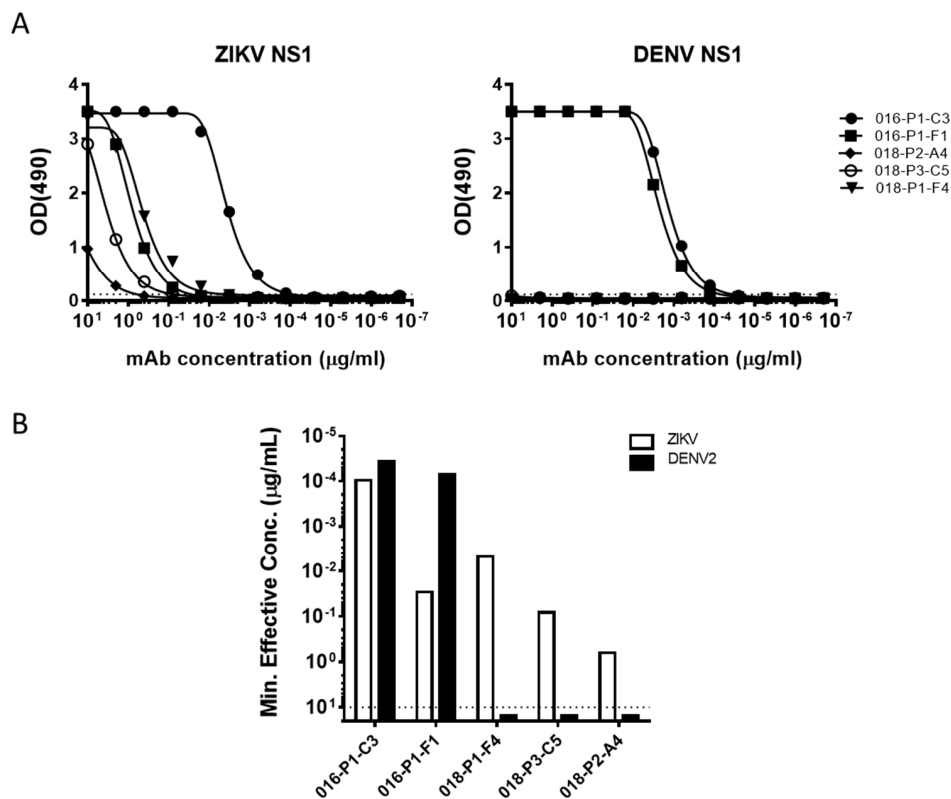 A
ZIKV NS1
DENV NS1
4
3
2
1
0
OD(490)
10¹ 10⁰ 10⁻¹ 10⁻² 10⁻³ 10⁻⁴ 10⁻⁵ 10⁻⁶ 10⁻⁷
mAb concentration (μg/ml)
4
3
2
1
0
OD(490)
10¹ 10⁰ 10⁻¹ 10⁻² 10⁻³ 10⁻⁴ 10⁻⁵ 10⁻⁶ 10⁻⁷
mAb concentration (μg/ml)
016-P1-C3
016-P1-F1
018-P2-A4
018-P3-C5
018-P1-F4
B
Min. Effective Conc. (μg/mL)
10⁻⁵
10⁻⁴
10⁻³
10⁻²
10⁻¹
10⁰
10¹
ZIKV
DENV2
016-P1-C3
016-P1-F1
018-P1-F4
018-P3-C5
018-P2-A4